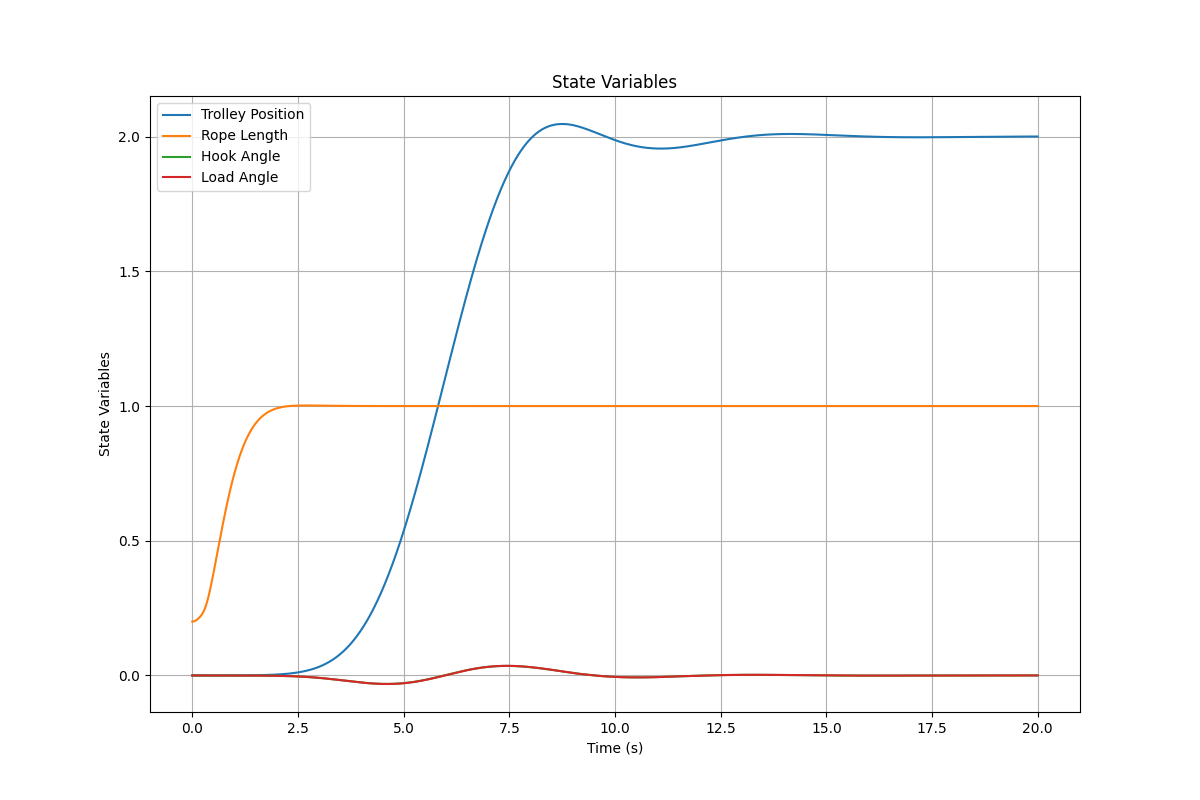 State Variables
Trolley Position
Rope Length
Hook Angle
Load Angle
State Variables
2.0
1.5
1.0
0.5
0.0
0.0 2.5 5.0 7.5 10.0 12.5 15.0 17.5 20.0
Time (s)